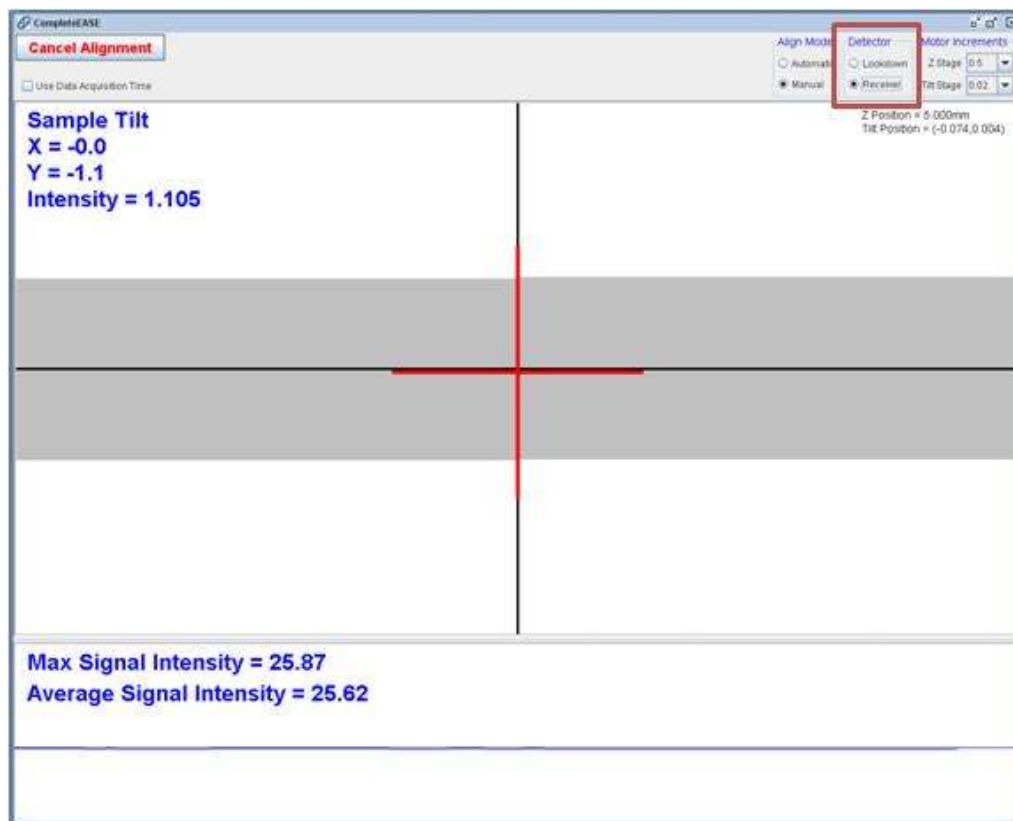 CompleteEASE
Cancel Alignment
Use Data Acquisition Time
Align Mode
Automatic
Manual
Detector
Lookdown
Receiver
Motor Increments
Z Stage 0.5
Tilt Stage 0.02
Z Position = 5.000mm
Tilt Position = (-0.074,0.004)
Sample Tilt
X = -0.0
Y = -1.1
Intensity = 1.105
Max Signal Intensity = 25.87
Average Signal Intensity = 25.62